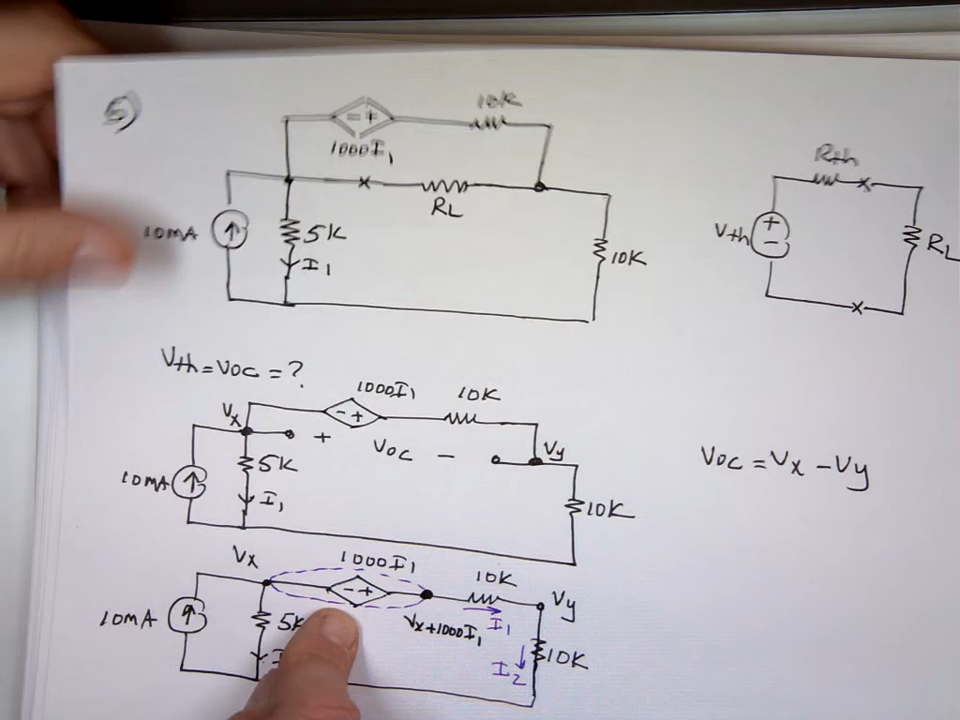 5)
10K
- +
1000I1
RL
10MA
5K
I1
10K
Rth
Vth
+
-
RL
Vth = Voc = ?
1000I1
10K
Vx
- +
+ Voc -
Vy
10MA
5K
I1
10K
Voc = Vx - Vy
Vx
1000I1
10K
- +
Vy
10MA
5K
Vx+1000I1
I1
I2
10K